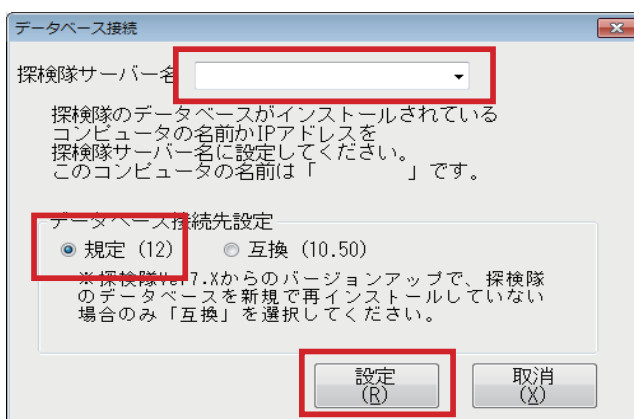 データベース接続
探検隊サーバー名
探検隊のデータベースがインストールされている
コンピュータの名前かIPアドレスを
探検隊サーバー名に設定してください。
このコンピュータの名前は「　　　　　」です。
データベース接続先設定
規定（12）　互換（10.50）
※探検隊Ver7.Xからのバージョンアップで、探検隊
のデータベースを新規で再インストールしていない
場合のみ「互換」を選択してください。
設定　取消
(R)　(X)